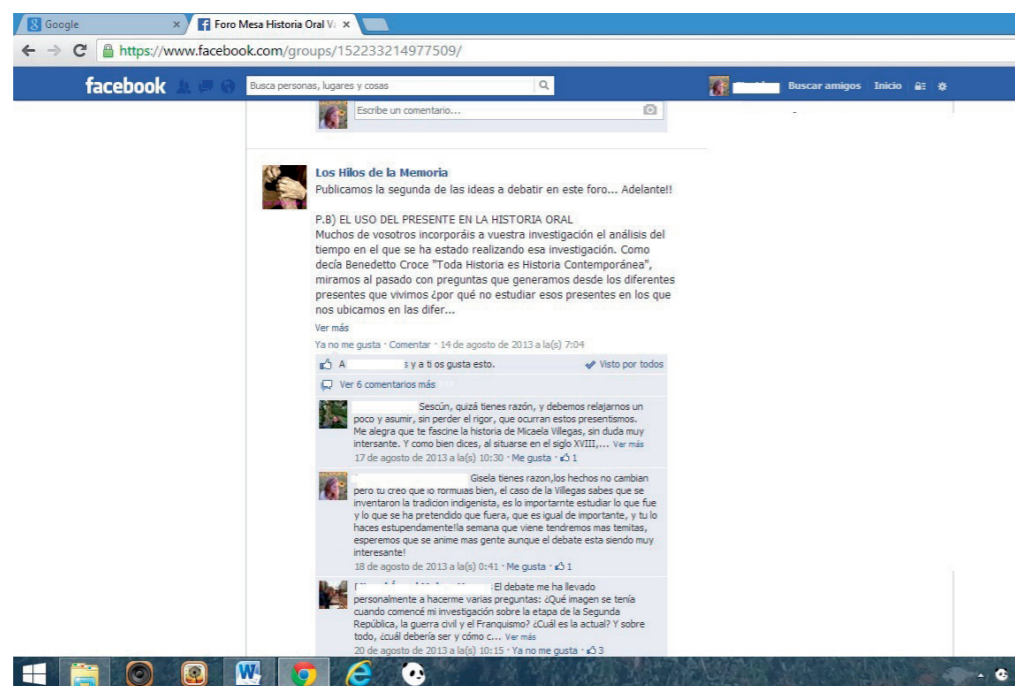 Google
Foro Mesa Historia Oral
https://www.facebook.com/groups/152233214977509/
facebook
Busca personas, lugares y cosas
Buscar amigos Inicio
Escribe un comentario...
Los Hilos de la Memoria
Publicamos la segunda de las ideas a debatir en este foro... Adelante!!
P.B) EL USO DEL PRESENTE EN LA HISTORIA ORAL
Muchos de vosotros incorporáis a vuestra investigación el análisis del
tiempo en el que se ha estado realizando esa investigación. Como
decía Benedetto Croce "Toda Historia es Historia Contemporánea",
miramos al pasado con preguntas que generamos desde los diferentes
presentes que vivimos ¿por qué no estudiar esos presentes en los que
nos ubicamos en las difer...
Ver más
Ya no me gusta · Comentar · 14 de agosto de 2013 a la(s) 7:04
A s y a ti os gusta esto. Visto por todos
Ver 6 comentarios más
Sescún, quizá tienes razón, y debemos relajarnos un
poco y asumir, sin perder el rigor, que ocurran estos presentismos.
Me alegra que te fascine la historia de Micaela Villegas, sin duda muy
intersante. Y como bien dices, al situarse en el siglo XVIII,... Ver más
17 de agosto de 2013 a la(s) 10:30 · Me gusta · 1
Gisela tienes razon,los hechos no cambian
pero tu creo que lo formulas bien, el caso de la Villegas sabes que se
inventaron la tradicion indigenista, es lo importarnte estudiar lo que fue
y lo que se ha pretendido que fuera, que es igual de importante, y tu lo
haces estupendamente!la semana que viene tendremos mas temitas,
esperemos que se anime mas gente aunque el debate esta siendo muy
interesante!
18 de agosto de 2013 a la(s) 0:41 · Me gusta · 1
El debate me ha llevado
personalmente a hacerme varias preguntas: ¿Qué imagen se tenía
cuando comencé mi investigación sobre la etapa de la Segunda
República, la guerra civil y el Franquismo? ¿Cuál es la actual? Y sobre
todo, ¿cuál debería ser y cómo c... Ver más
20 de agosto de 2013 a la(s) 10:15 · Ya no me gusta · 3